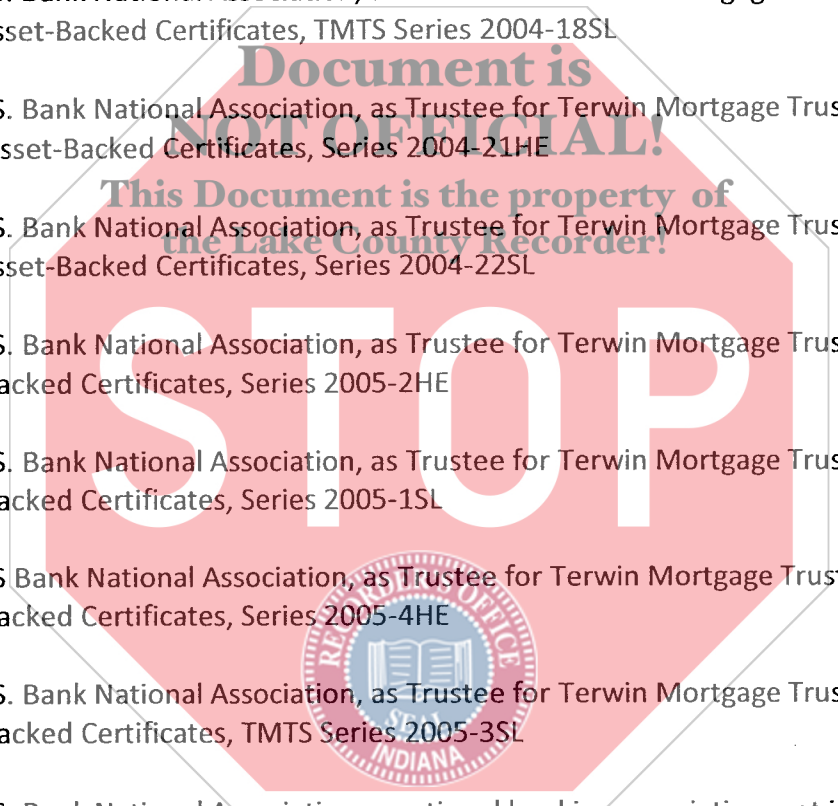 sset-Backed Certificates, TMTS Series 2004-18SL
Document is
S. Bank National Association, as Trustee for Terwin Mortgage Trus
NOT OFFICIAL!
sset-Backed Certificates, Series 2004-21HE
This Document is the property of
S. Bank National Association, as Trustee for Terwin Mortgage Trus
the Lake County Recorder!
sset-Backed Certificates, Series 2004-22SL
STOP
S. Bank National Association, as Trustee for Terwin Mortgage Trus
acked Certificates, Series 2005-2HE
S. Bank National Association, as Trustee for Terwin Mortgage Trus
acked Certificates, Series 2005-1SL
S Bank National Association, as Trustee for Terwin Mortgage Trust
acked Certificates, Series 2005-4HE
RECORDER'S OFFICE
S. Bank National Association, as Trustee for Terwin Mortgage Trus
SEAL
acked Certificates, TMTS Series 2005-3SL
INDIANA